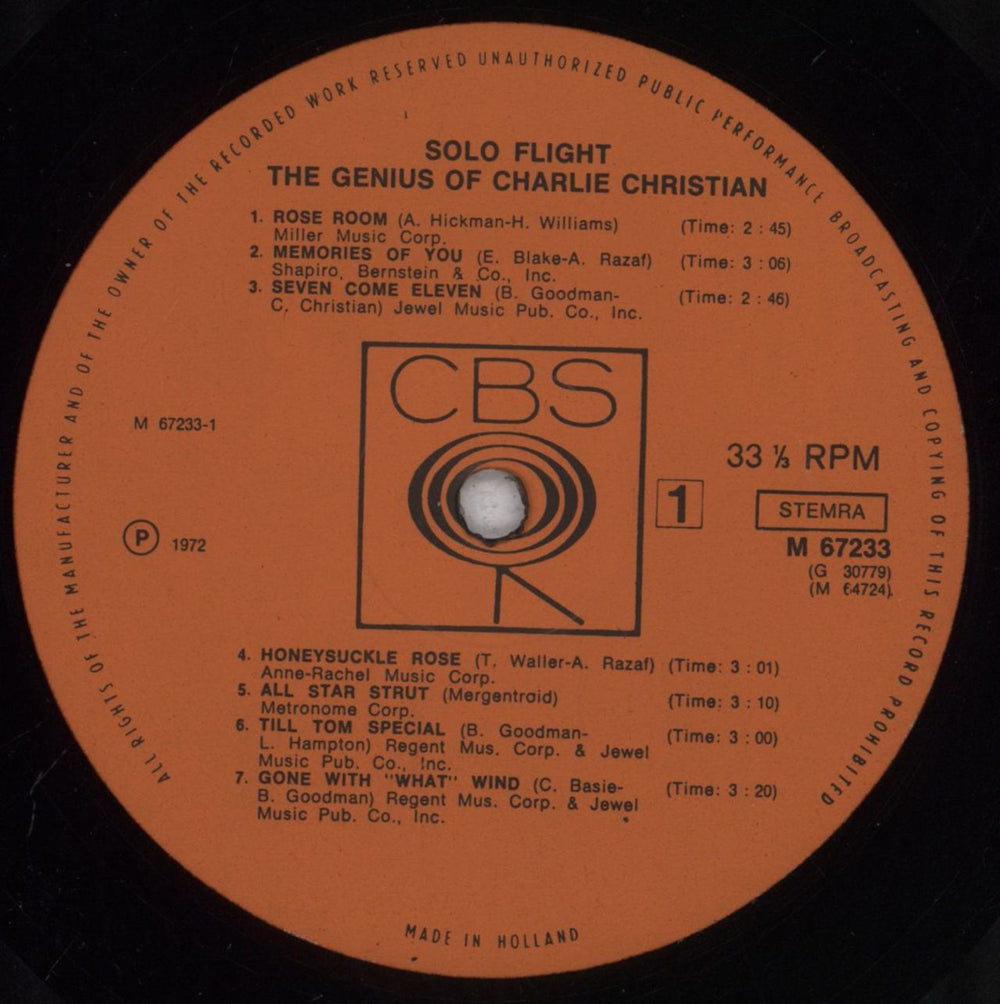 ALL RIGHTS OF THE MANUFACTURER AND OF THE OWNER OF THE RECORDED WORK RESERVED UNAUTHORIZED PUBLIC PERFORMANCE BROADCASTING AND COPYING OF THIS RECORD PROHIBITED
SOLO FLIGHT
THE GENIUS OF CHARLIE CHRISTIAN
1. ROSE ROOM (A. Hickman-H. Williams) (Time: 2 : 45)
Miller Music Corp.
2. MEMORIES OF YOU (E. Blake-A. Razaf) (Time: 3 : 06)
Shapiro, Bernstein & Co., Inc.
3. SEVEN COME ELEVEN (B. Goodman- (Time: 2 : 46)
C. Christian) Jewel Music Pub. Co., Inc.
CBS
M 67233-1
33 ⅓ RPM
1
STEMRA
P 1972
M 67233
(G 30779)
(M 64724)
4. HONEYSUCKLE ROSE (T. Waller-A. Razaf) (Time: 3 : 01)
Anne-Rachel Music Corp.
5. ALL STAR STRUT (Mergentroid) (Time: 3 : 10)
Metronome Corp.
6. TILL TOM SPECIAL (B. Goodman- (Time: 3 : 00)
L. Hampton) Regent Mus. Corp. & Jewel
Music Pub. Co., Inc.
7. GONE WITH "WHAT" WIND (C. Basie- (Time: 3 : 20)
B. Goodman) Regent Mus. Corp. & Jewel
Music Pub. Co., Inc.
MADE IN HOLLAND